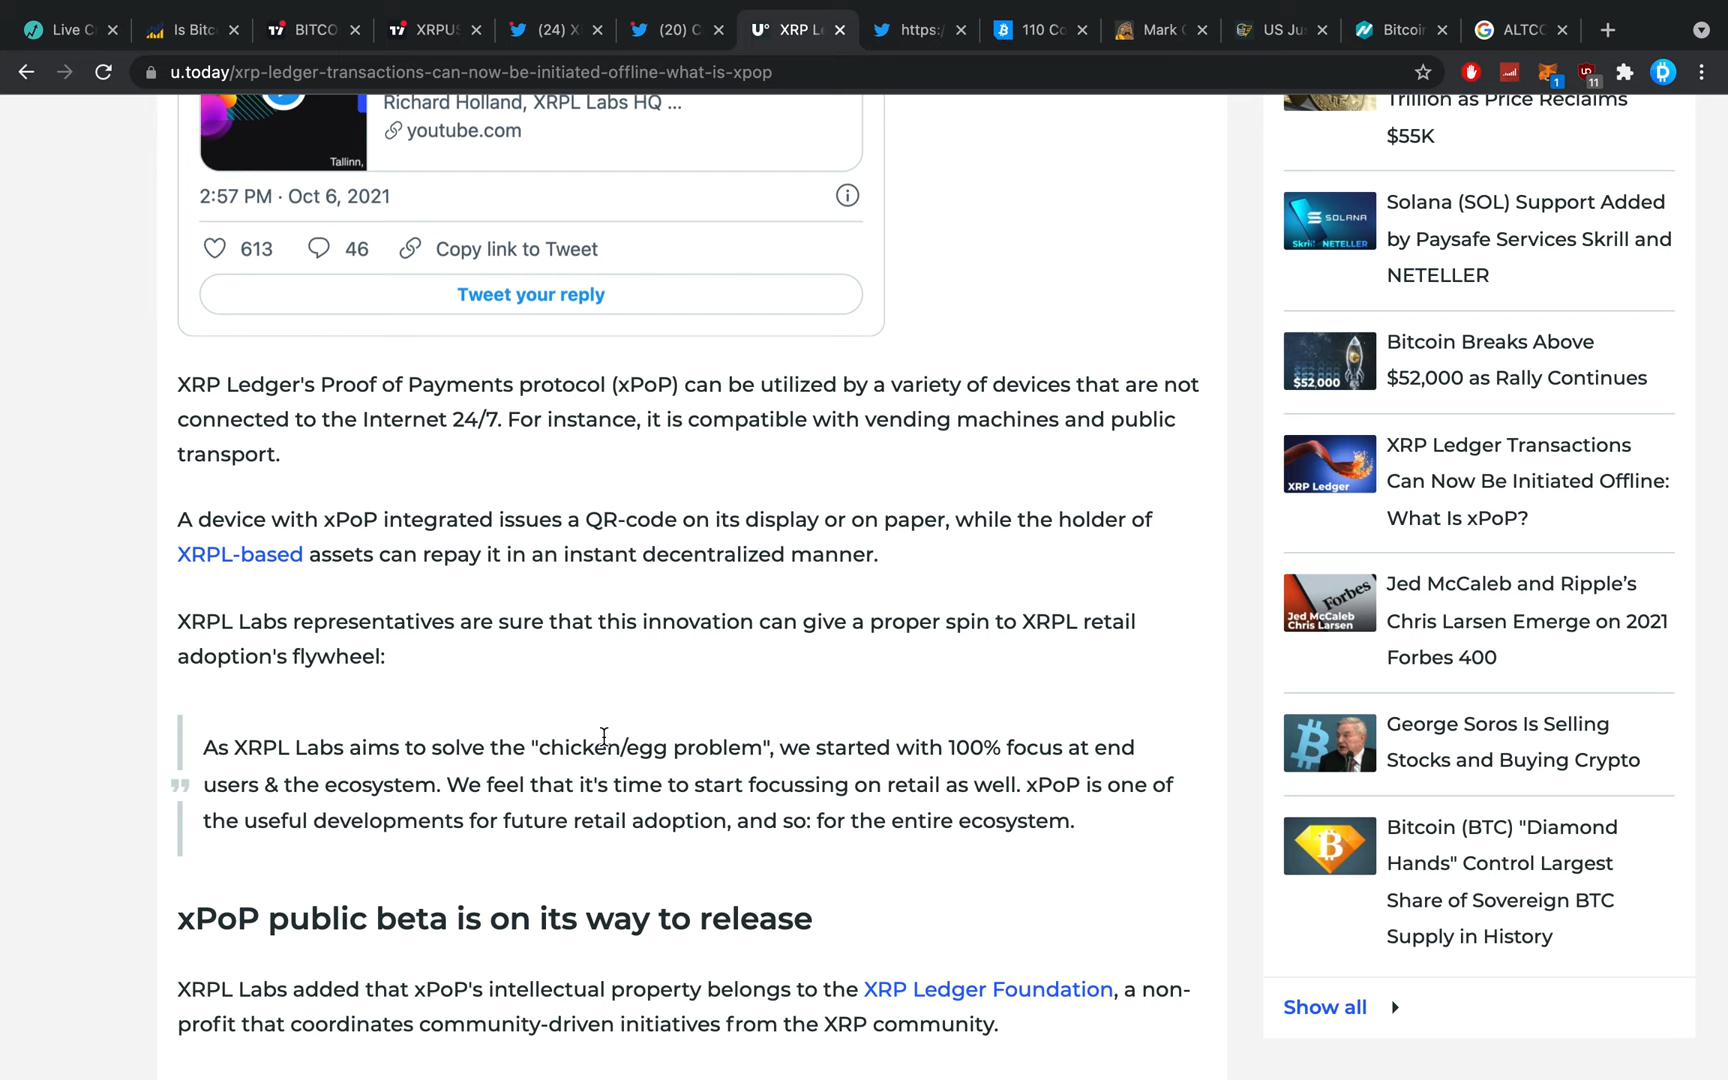 Live C
Is Bitc
BITCO
XRPUS
(24) X
(20) C
XRP Le
https:/
110 Co
Mark C
US Ju
Bitcoin
ALTCO
u.today/xrp-ledger-transactions-can-now-be-initiated-offline-what-is-xpop
1
11
Richard Holland, XRPL Labs HQ ...
youtube.com
Tallinn,
2:57 PM · Oct 6, 2021
613 46 Copy link to Tweet
Tweet your reply
XRP Ledger's Proof of Payments protocol (xPoP) can be utilized by a variety of devices that are not
connected to the Internet 24/7. For instance, it is compatible with vending machines and public
transport.
A device with xPoP integrated issues a QR-code on its display or on paper, while the holder of
XRPL-based assets can repay it in an instant decentralized manner.
XRPL Labs representatives are sure that this innovation can give a proper spin to XRPL retail
adoption's flywheel:
As XRPL Labs aims to solve the "chicken/egg problem", we started with 100% focus at end
users & the ecosystem. We feel that it's time to start focussing on retail as well. xPoP is one of
the useful developments for future retail adoption, and so: for the entire ecosystem.
xPoP public beta is on its way to release
XRPL Labs added that xPoP's intellectual property belongs to the XRP Ledger Foundation, a non-
profit that coordinates community-driven initiatives from the XRP community.
Trillion as Price Reclaims
$55K
SOLANA
Skrill NETELLER
Solana (SOL) Support Added
by Paysafe Services Skrill and
NETELLER
$52,000
Bitcoin Breaks Above
$52,000 as Rally Continues
XRP Ledger
XRP Ledger Transactions
Can Now Be Initiated Offline:
What Is xPoP?
Forbes
Jed McCaleb
Chris Larsen
Jed McCaleb and Ripple's
Chris Larsen Emerge on 2021
Forbes 400
George Soros Is Selling
Stocks and Buying Crypto
Bitcoin (BTC) "Diamond
Hands" Control Largest
Share of Sovereign BTC
Supply in History
Show all